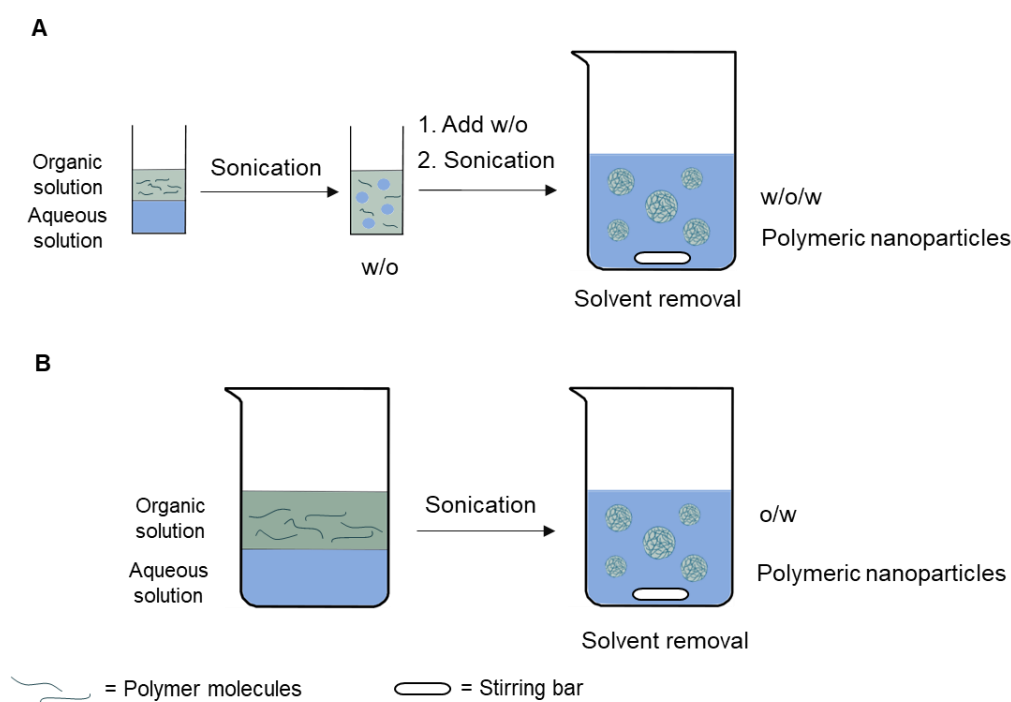 A
Organic
solution
Aqueous
solution
Sonication
w/o
1. Add w/o
2. Sonication
w/o/w
Polymeric nanoparticles
Solvent removal
B
Organic
solution
Aqueous
solution
Sonication
o/w
Polymeric nanoparticles
Solvent removal
= Polymer molecules
= Stirring bar